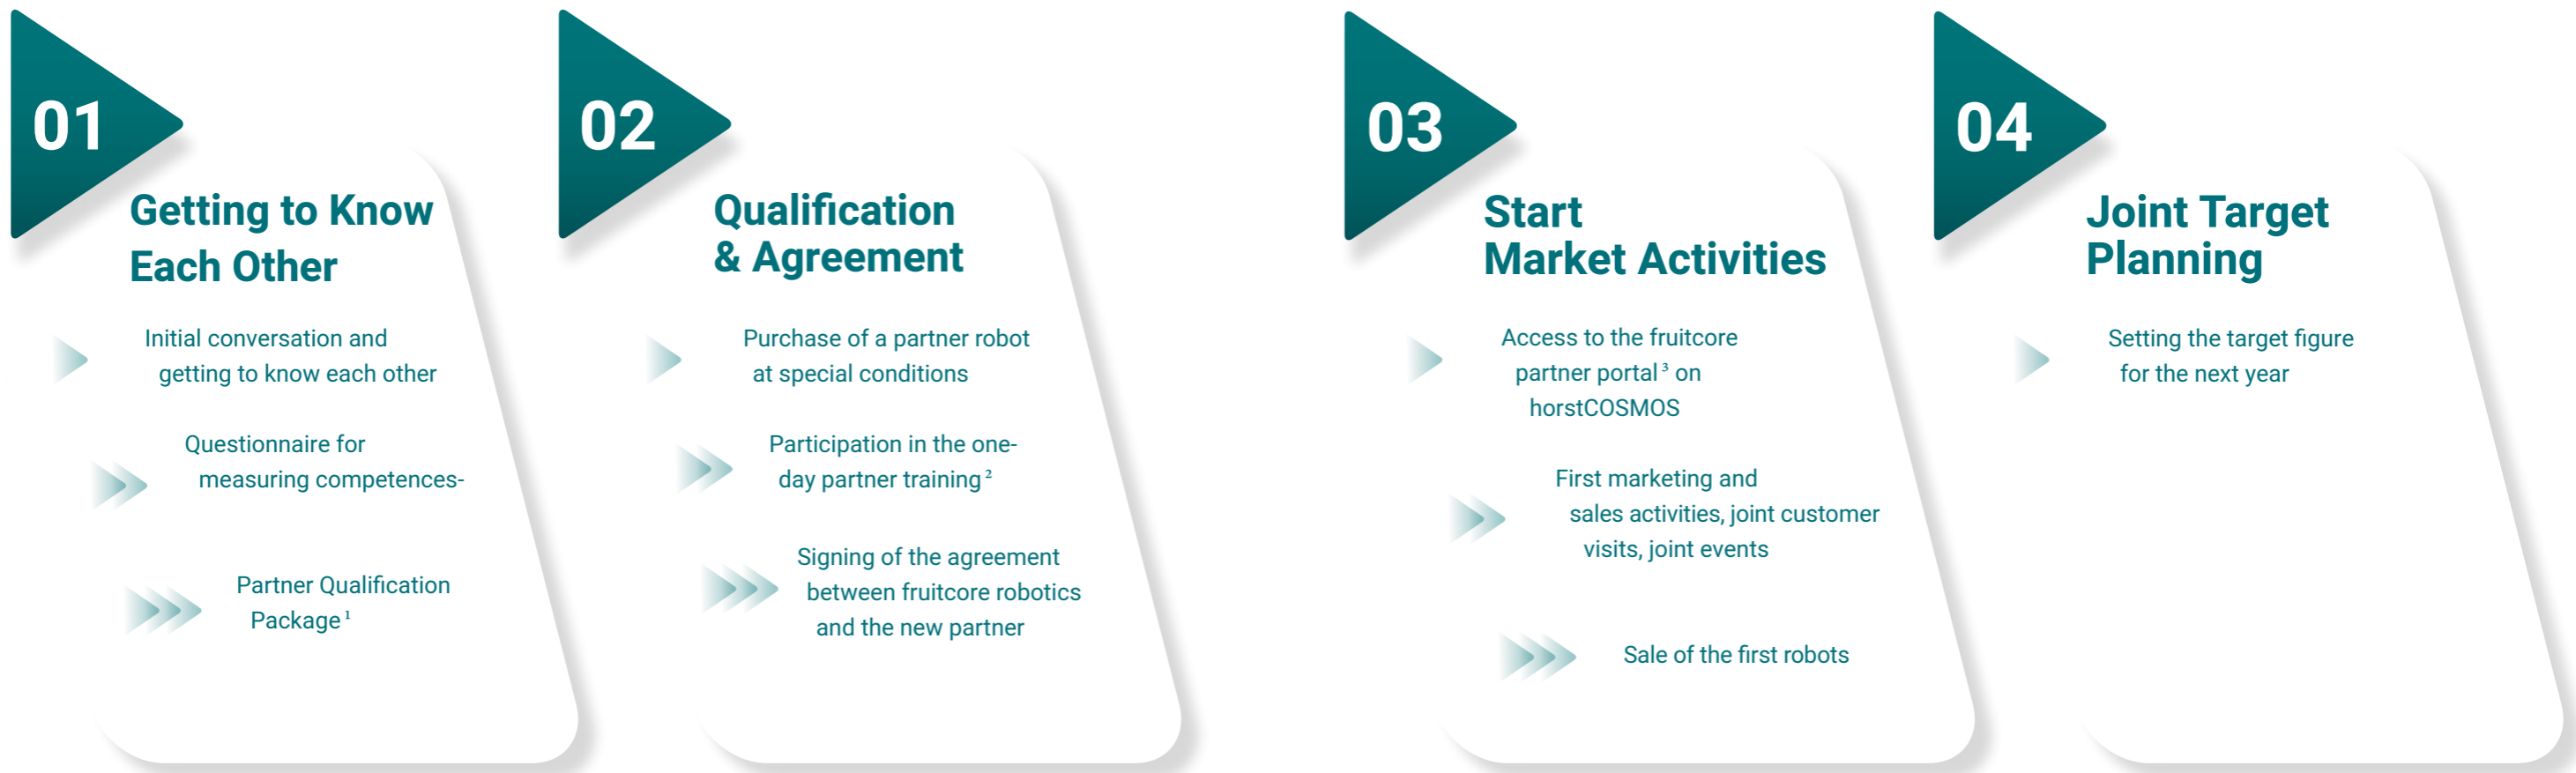 01
Getting to Know
Each Other
Initial conversation and
getting to know each other
Questionnaire for
measuring competences-
Partner Qualification
Package ¹
02
Qualification
& Agreement
Purchase of a partner robot
at special conditions
Participation in the one-
day partner training ²
Signing of the agreement
between fruitcore robotics
and the new partner
03
Start
Market Activities
Access to the fruitcore
partner portal ³ on
horstCOSMOS
First marketing and
sales activities, joint customer
visits, joint events
Sale of the first robots
04
Joint Target
Planning
Setting the target figure
for the next year